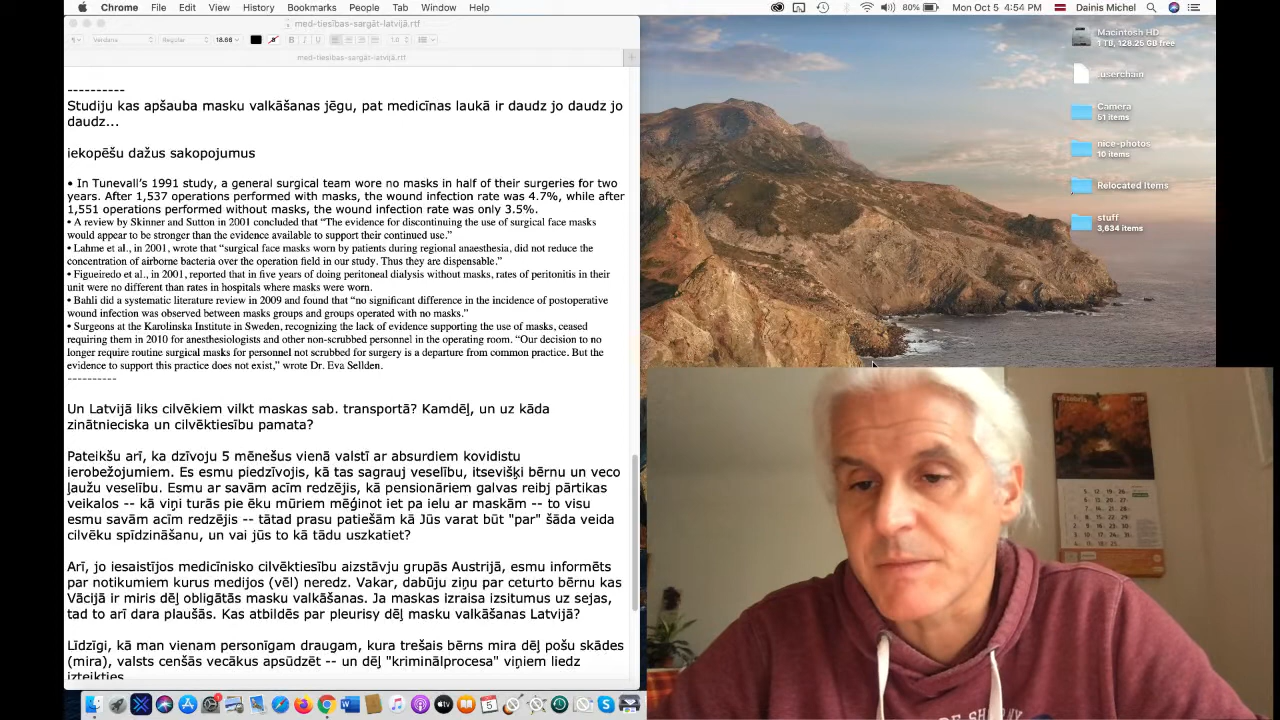 Chrome File Edit View History Bookmarks People Tab Window Help
80% Mon Oct 5 4:54 PM Dainis Michel
med-tiesības-sargāt-latvijā.rtf
Verdana Regular 18.66 B I U 1.0
med-tiesības-sargāt-latvijā.rtf
----------
Studiju kas apšauba masku valkāšanas jēgu, pat medicīnas laukā ir daudz jo daudz jo
daudz...
iekopēšu dažus sakopojumus
• In Tunevall's 1991 study, a general surgical team wore no masks in half of their surgeries for two
years. After 1,537 operations performed with masks, the wound infection rate was 4.7%, while after
1,551 operations performed without masks, the wound infection rate was only 3.5%.
• A review by Skinner and Sutton in 2001 concluded that “The evidence for discontinuing the use of surgical face masks
would appear to be stronger than the evidence available to support their continued use.”
• Lahme et al., in 2001, wrote that “surgical face masks worn by patients during regional anaesthesia, did not reduce the
concentration of airborne bacteria over the operation field in our study. Thus they are dispensable.”
• Figueiredo et al., in 2001, reported that in five years of doing peritoneal dialysis without masks, rates of peritonitis in their
unit were no different than rates in hospitals where masks were worn.
• Bahli did a systematic literature review in 2009 and found that “no significant difference in the incidence of postoperative
wound infection was observed between masks groups and groups operated with no masks.”
• Surgeons at the Karolinska Institute in Sweden, recognizing the lack of evidence supporting the use of masks, ceased
requiring them in 2010 for anesthesiologists and other non-scrubbed personnel in the operating room. “Our decision to no
longer require routine surgical masks for personnel not scrubbed for surgery is a departure from common practice. But the
evidence to support this practice does not exist,” wrote Dr. Eva Sellden.
----------
Un Latvijā liks cilvēkiem vilkt maskas sab. transportā? Kamdēļ, un uz kāda
zinātnieciska un cilvēktiesību pamata?
Pateikšu arī, ka dzīvoju 5 mēnešus vienā valstī ar absurdiem kovidistu
ierobežojumiem. Es esmu piedzīvojis, kā tas sagrauj veselību, itsevišķi bērnu un veco
ļaužu veselību. Esmu ar savām acīm redzējis, kā pensionāriem galvas reibj pārtikas
veikalos -- kā viņi turās pie ēku mūriem mēģinot iet pa ielu ar maskām -- to visu
esmu savām acīm redzējis -- tātad prasu patiešām kā Jūs varat būt "par" šāda veida
cilvēku spīdzināšanu, un vai jūs to kā tādu uszkatiet?
Arī, jo iesaistījos medicīnisko cilvēktiesību aizstāvju grupās Austrijā, esmu informēts
par notikumiem kurus medijos (vēl) neredz. Vakar, dabūju ziņu par ceturto bērnu kas
Vācijā ir miris dēļ obligātās masku valkāšanas. Ja maskas izraisa izsitumus uz sejas,
tad to arī dara plaušās. Kas atbildēs par pleurisy dēļ masku valkāšanas Latvijā?
Līdzīgi, kā man vienam personīgam draugam, kura trešais bērns mira dēļ pošu skādes
(mira), valsts cenšās vecākus apsūdzēt -- un dēļ "kriminālprocesa" viņiem liedz
izteikties
Macintosh HD
1 TB, 128.25 GB free
.userchain
Camera
51 items
nice-photos
10 items
Relocated Items
stuff
3,634 items